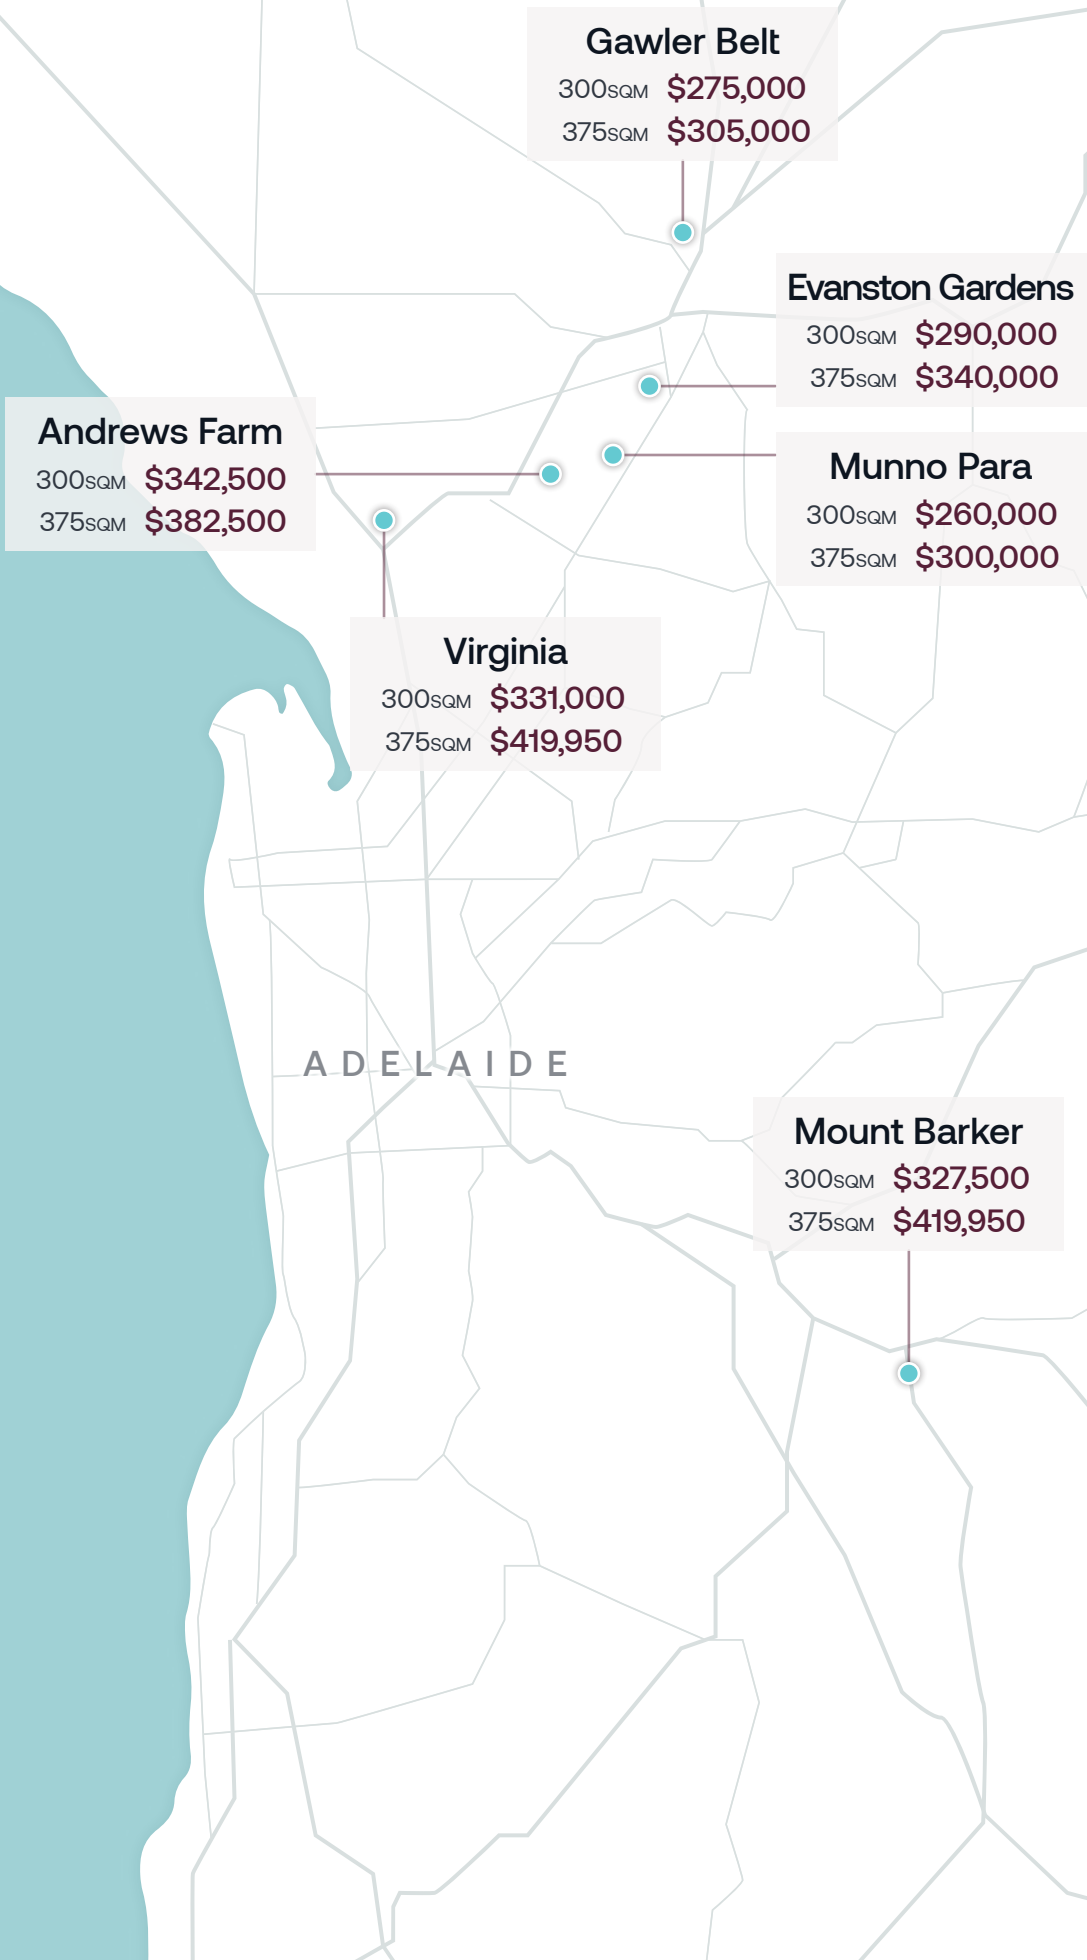 Gawler Belt
300SQM $275,000
375SQM $305,000
Evanston Gardens
300SQM $290,000
375SQM $340,000
Andrews Farm
300SQM $342,500
375SQM $382,500
Munno Para
300SQM $260,000
375SQM $300,000
Virginia
300SQM $331,000
375SQM $419,950
ADELAIDE
Mount Barker
300SQM $327,500
375SQM $419,950